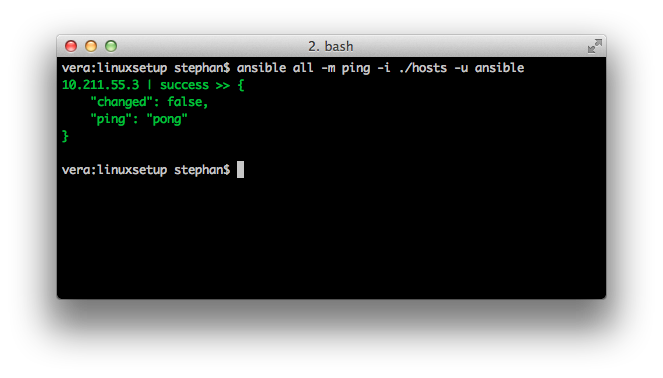 2. bash
vera:linuxsetup stephan$ ansible all -m ping -i ./hosts -u ansible
10.211.55.3 | success >> {
    "changed": false,
    "ping": "pong"
}
vera:linuxsetup stephan$